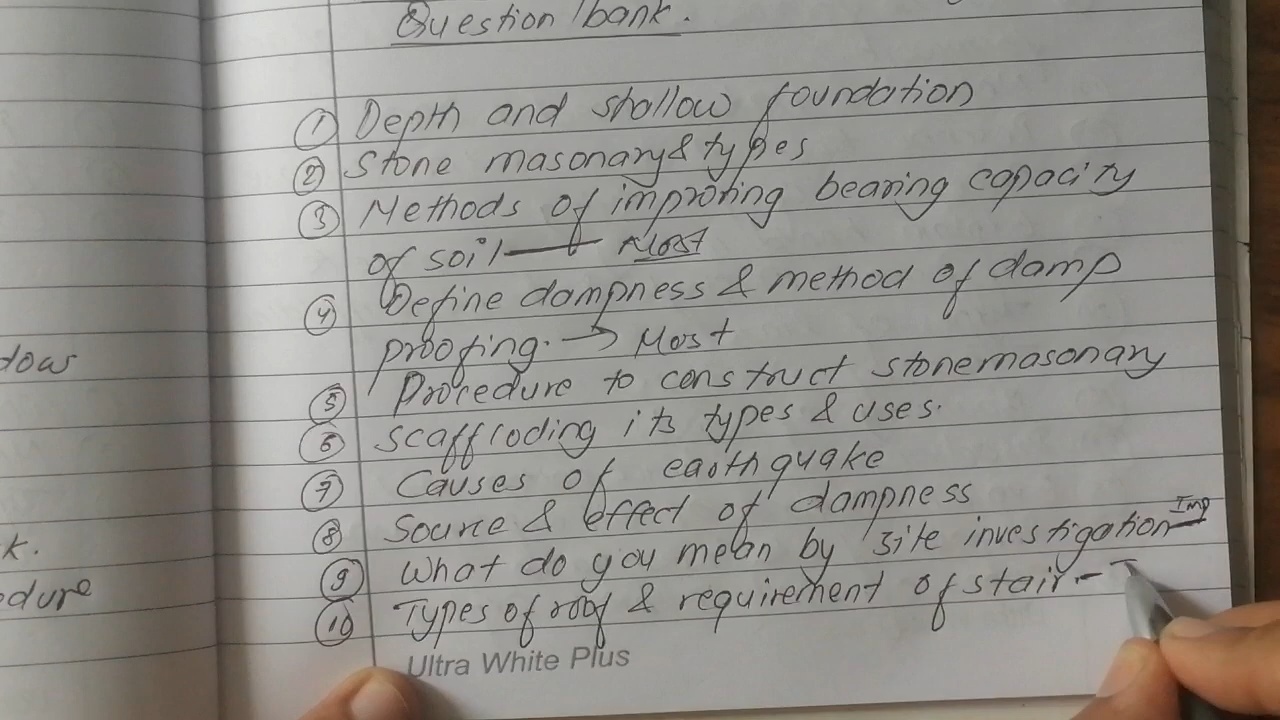 Question bank.
① Depth and shallow foundation
② Stone masonary & types
③ Methods of improving bearing capacity
of soil — Most
④ Define dampness & method of damp
proofing. → Most
dows
⑤ Procedure to construct stonemasonary
⑥ Scaffloding its types & uses.
⑦ Causes of earthquake
⑧ Source & effect of dampness
k.
⑨ What do you mean by site investigation Imp
dure
⑩ Types of roof & requirement of stair -
Ultra White Plus